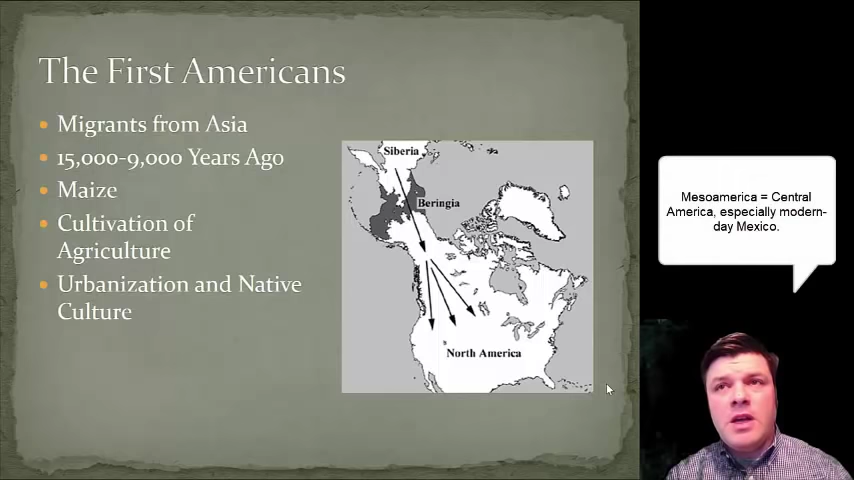 The First Americans
Migrants from Asia
15,000-9,000 Years Ago
Maize
Cultivation of
Agriculture
Urbanization and Native
Culture
Siberia
Beringia
North America
Mesoamerica = Central
America, especially modern-
day Mexico.